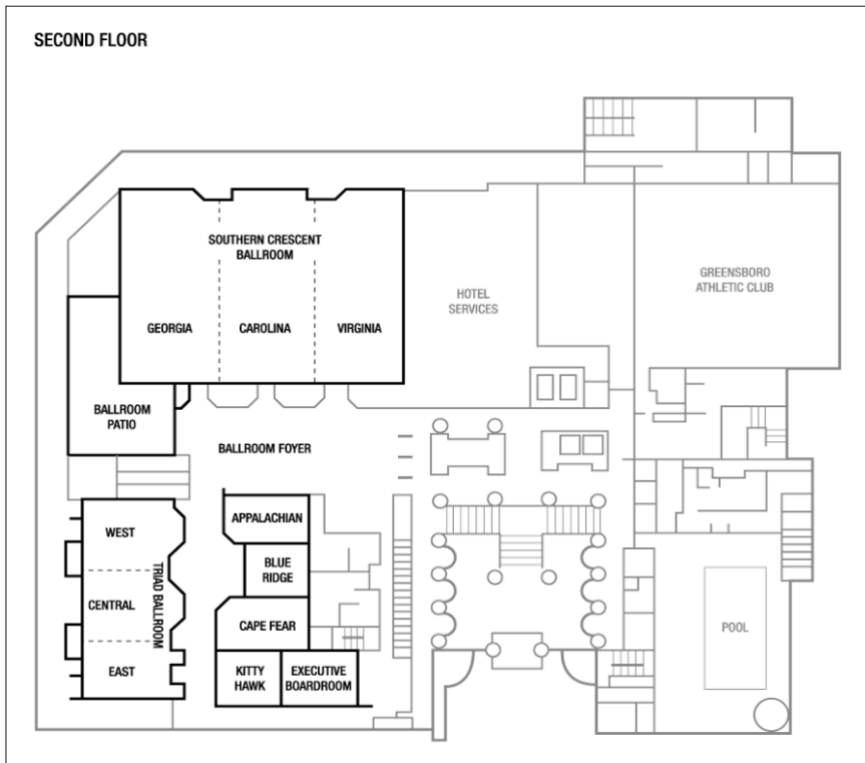 SECOND FLOOR
SOUTHERN CRESCENT
BALLROOM
GREENSBORO
ATHLETIC CLUB
HOTEL
SERVICES
GEORGIA
CAROLINA
VIRGINIA
BALLROOM
PATIO
BALLROOM FOYER
APPALACHIAN
WEST
BLUE
RIDGE
TRIAD BALLROOM
CENTRAL
CAPE FEAR
POOL
EAST
KITTY
HAWK
EXECUTIVE
BOARDROOM